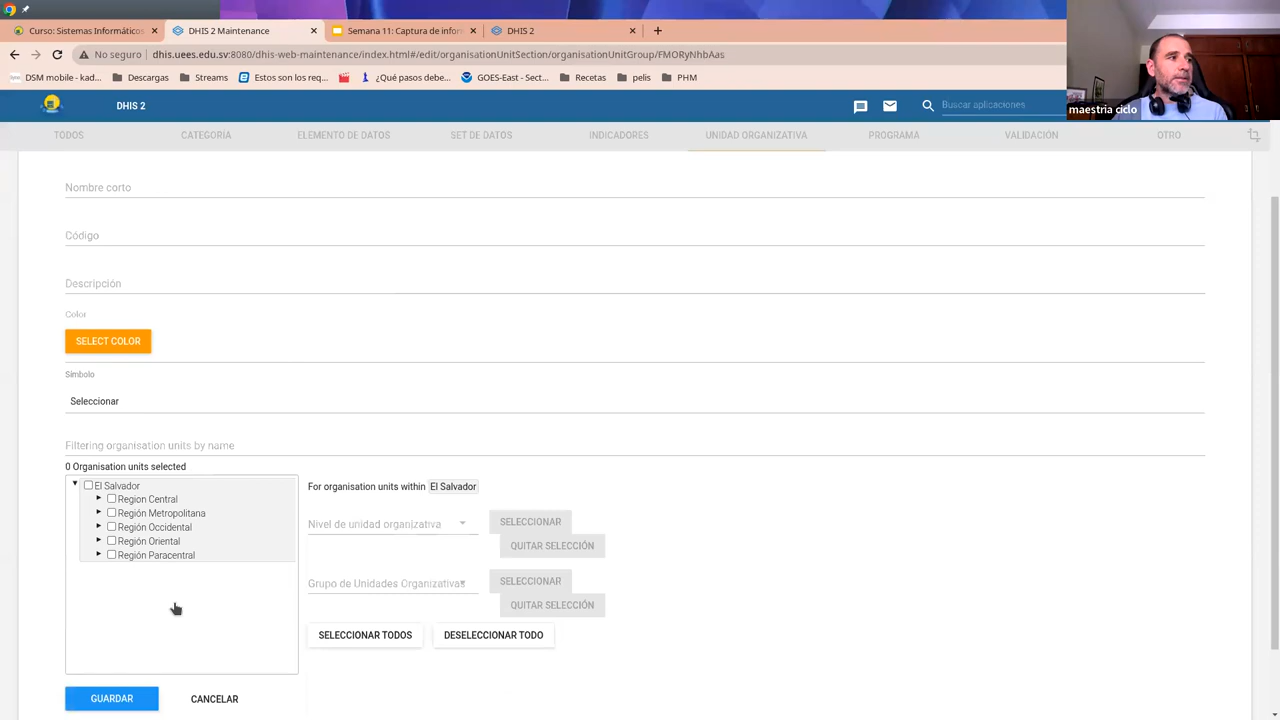 Curso: Sistemas Informáticos
DHIS 2 Maintenance
Semana 11: Captura de infor
DHIS 2
No seguro
dhis.uees.edu.sv:8080/dhis-web-maintenance/index.html#/edit/organisationUnitSection/organisationUnitGroup/FMORyNhbAas
DSM mobile - kad...
Descargas
Streams
Estos son los req...
¿Qué pasos debe...
GOES-East - Sect...
Recetas
pelis
PHM
maestria ciclo
DHIS 2
Buscar aplicaciones
TODOS
CATEGORÍA
ELEMENTO DE DATOS
SET DE DATOS
INDICADORES
UNIDAD ORGANIZATIVA
PROGRAMA
VALIDACIÓN
OTRO
Nombre corto
Código
Descripción
Color
SELECT COLOR
Símbolo
Seleccionar
Filtering organisation units by name
0 Organisation units selected
El Salvador
Region Central
Región Metropolitana
Región Occidental
Región Oriental
Región Paracentral
For organisation units within El Salvador
Nivel de unidad organizativa
SELECCIONAR
QUITAR SELECCIÓN
Grupo de Unidades Organizativas
SELECCIONAR
QUITAR SELECCIÓN
SELECCIONAR TODOS
DESELECCIONAR TODO
GUARDAR
CANCELAR